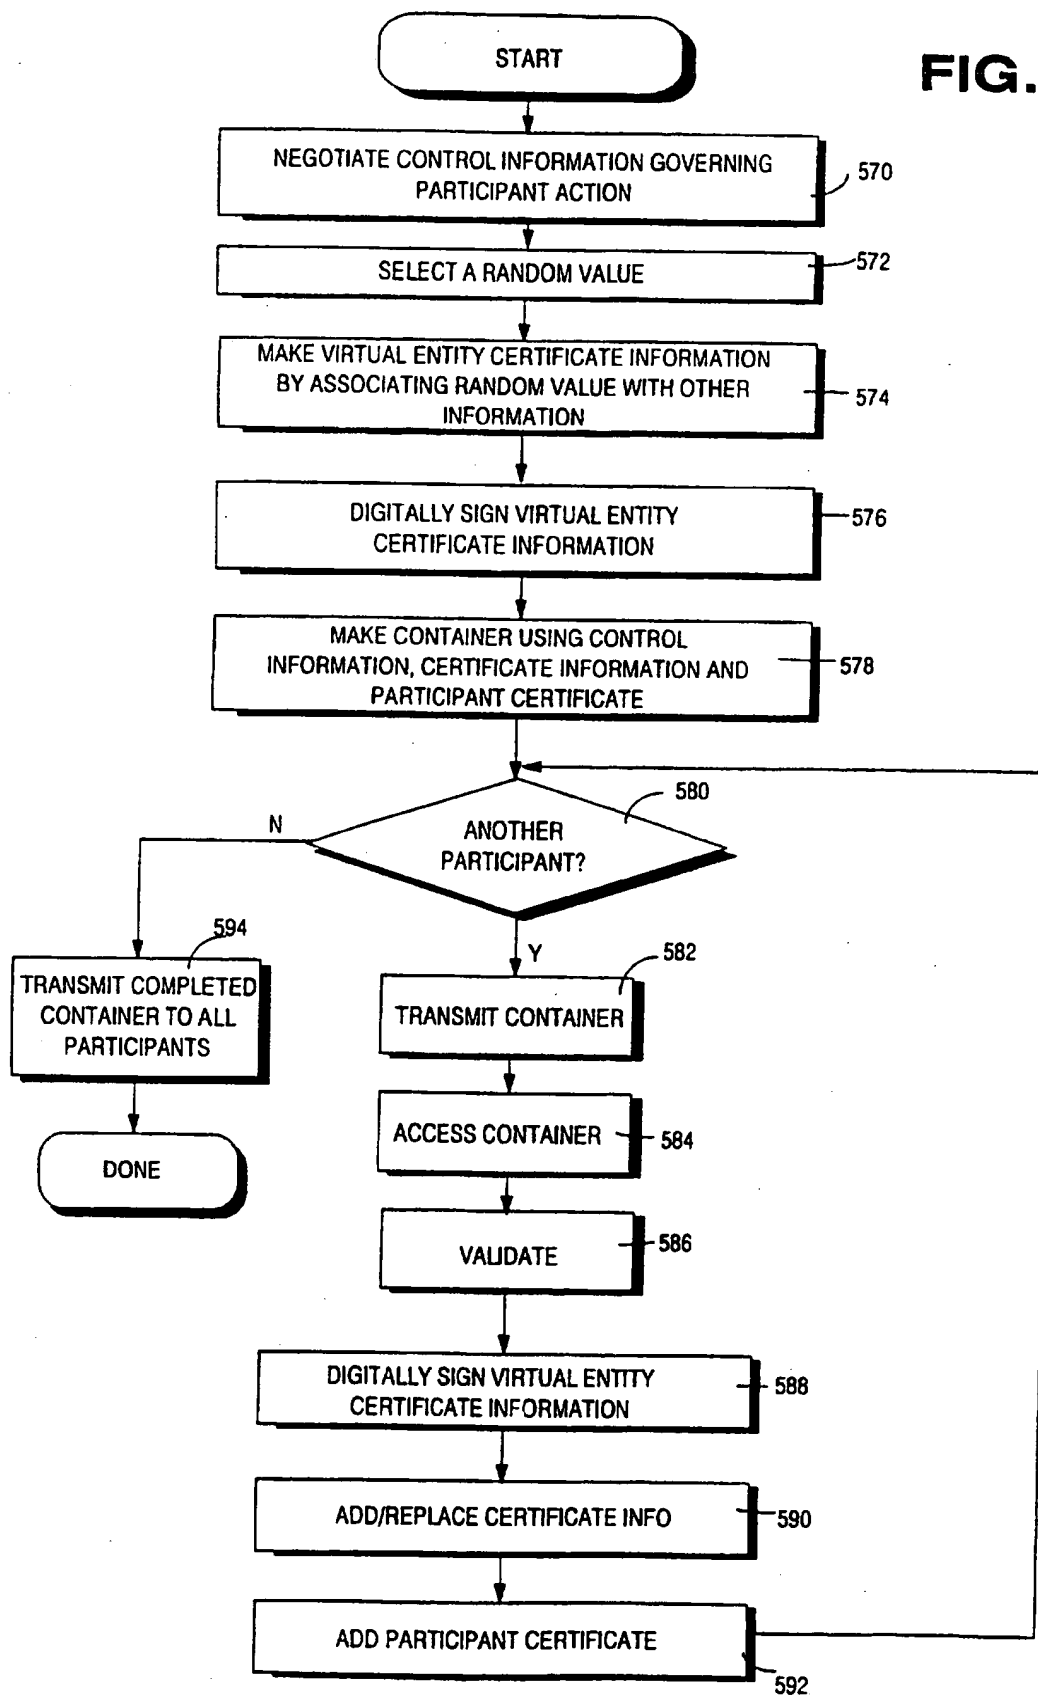 START
FIG.
NEGOTIATE CONTROL INFORMATION GOVERNING
PARTICIPANT ACTION
570
SELECT A RANDOM VALUE
572
MAKE VIRTUAL ENTITY CERTIFICATE INFORMATION
BY ASSOCIATING RANDOM VALUE WITH OTHER
INFORMATION
574
DIGITALLY SIGN VIRTUAL ENTITY
CERTIFICATE INFORMATION
576
MAKE CONTAINER USING CONTROL
INFORMATION, CERTIFICATE INFORMATION AND
PARTICIPANT CERTIFICATE
578
580
ANOTHER
PARTICIPANT?
N
Y
594
TRANSMIT COMPLETED
CONTAINER TO ALL
PARTICIPANTS
DONE
582
TRANSMIT CONTAINER
ACCESS CONTAINER
584
VALIDATE
586
DIGITALLY SIGN VIRTUAL ENTITY
CERTIFICATE INFORMATION
588
ADD/REPLACE CERTIFICATE INFO
590
ADD PARTICIPANT CERTIFICATE
592